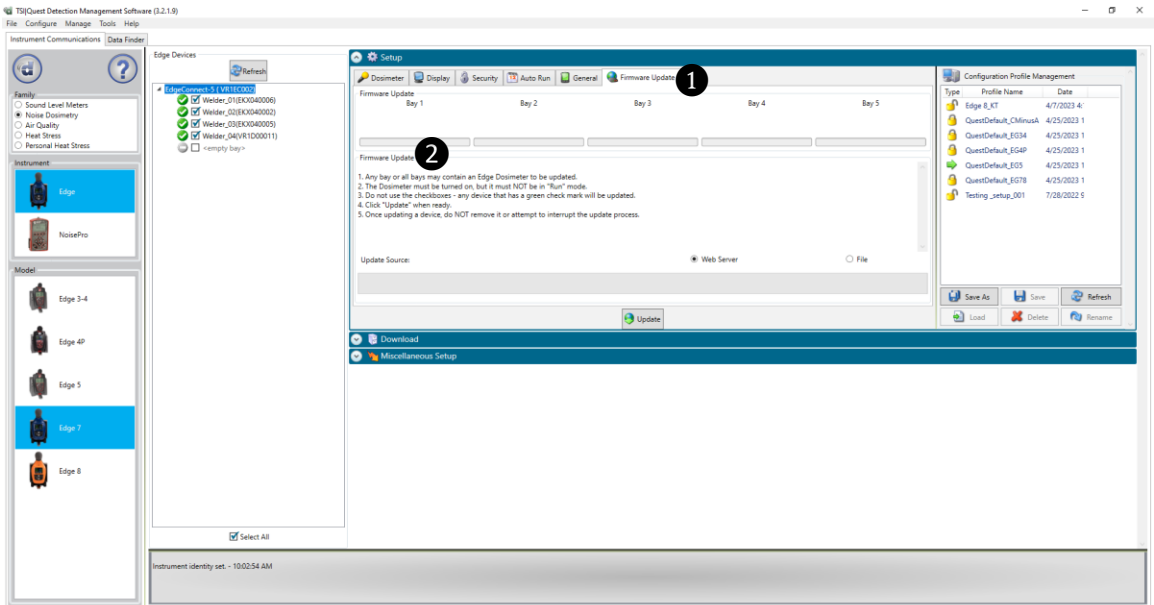 TSI|Quest Detection Management Software (3.2.1.9)
File Configure Manage Tools Help
Instrument Communications Data Finder
Family
Sound Level Meters
Noise Dosimetry
Air Quality
Heat Stress
Personal Heat Stress
Instrument
Edge
NoisePro
Model
Edge 3-4
Edge 4P
Edge 5
Edge 7
Edge 8
Edge Devices
Refresh
EdgeConnect-5 ( VR1EC002)
Welder_01(EKX040006)
Welder_02(EKX040002)
Welder_03(EKX040005)
Welder_04(VR1D00011)
<empty bay>
Select All
Setup
Dosimeter Display Security Auto Run General Firmware Update
1
Firmware Update
Bay 1 Bay 2 Bay 3 Bay 4 Bay 5
Firmware Update
2
1. Any bay or all bays may contain an Edge Dosimeter to be updated.
2. The Dosimeter must be turned on, but it must NOT be in "Run" mode.
3. Do not use the checkboxes - any device that has a green check mark will be updated.
4. Click "Update" when ready.
5. Once updating a device, do NOT remove it or attempt to interrupt the update process.
Update Source: Web Server File
Update
Configuration Profile Management
Type Profile Name Date
Edge 8_KT 4/7/2023 4:
QuestDefault_CMinusA 4/25/2023 1
QuestDefault_EG34 4/25/2023 1
QuestDefault_EG4P 4/25/2023 1
QuestDefault_EG5 4/25/2023 1
QuestDefault_EG78 4/25/2023 1
Testing _setup_001 7/28/2022 9
Save As Save Refresh
Load Delete Rename
Download
Miscellaneous Setup
Instrument identity set. - 10:02:54 AM